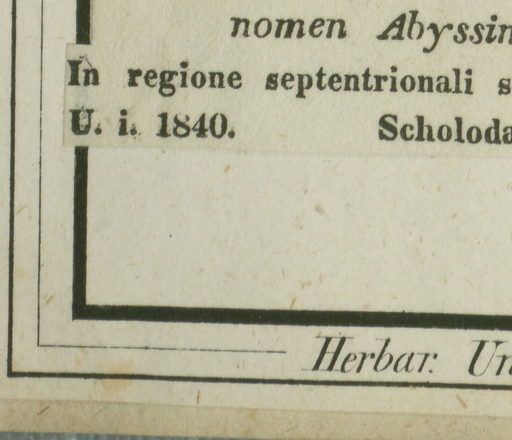 nomen Abyssin
In regione septentrionali s
U. i. 1840. Scholoda
Herbar. Un